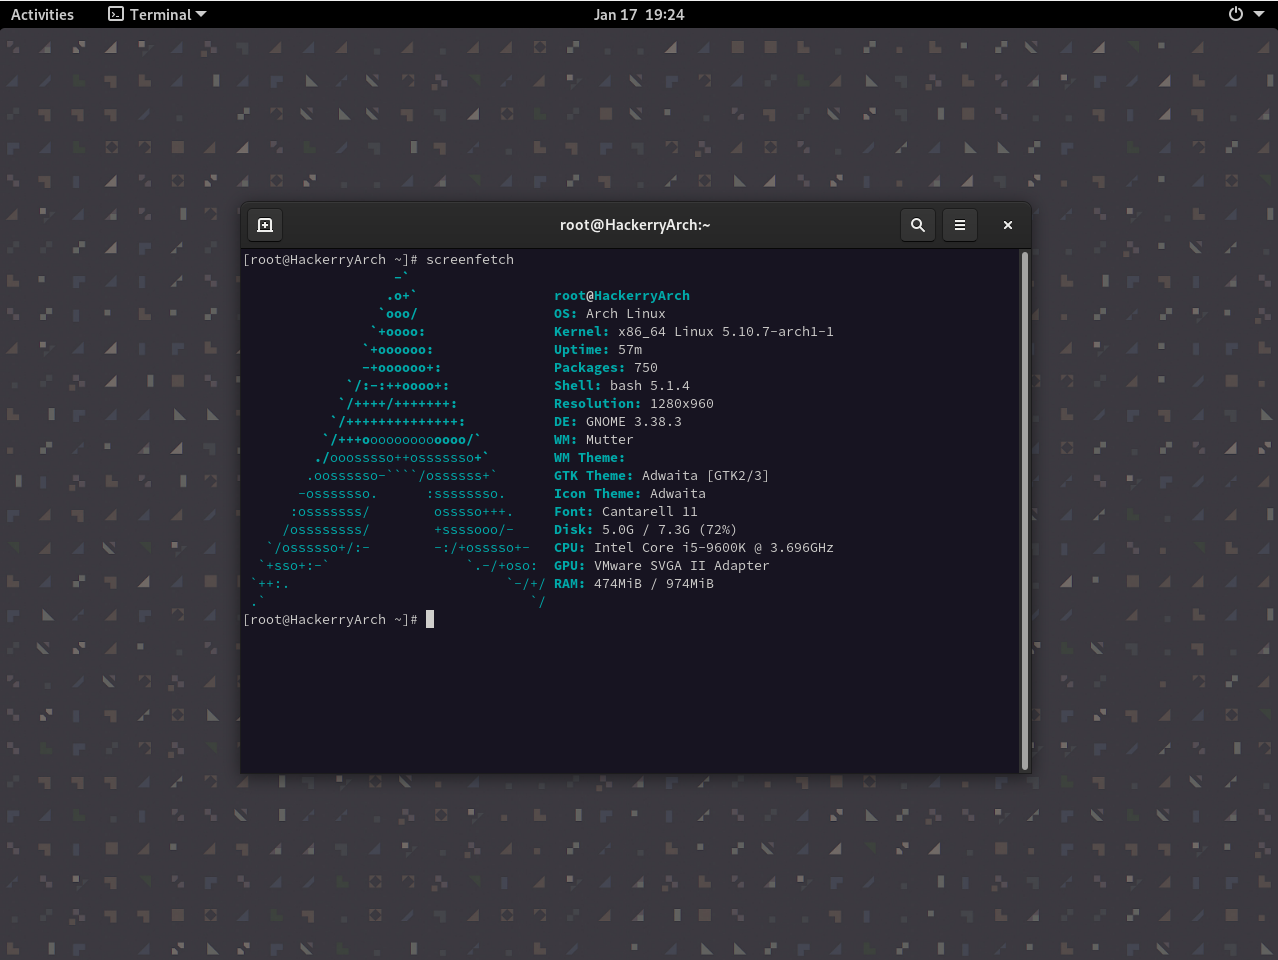 Activities Terminal Jan 17 19:24
root@HackerryArch:~
[root@HackerryArch ~]# screenfetch
                   -`
                  .o+`                 root@HackerryArch
                 `ooo/                 OS: Arch Linux
                `+oooo:                Kernel: x86_64 Linux 5.10.7-arch1-1
               `+oooooo:               Uptime: 57m
               -+oooooo+:              Packages: 750
             `/:-:++oooo+:             Shell: bash 5.1.4
            `/++++/+++++++:            Resolution: 1280x960
           `/++++++++++++++:           DE: GNOME 3.38.3
          `/+++ooooooooooooo/`         WM: Mutter
         ./ooosssso++osssssso+`        WM Theme:
        .oossssso-````/ossssss+`       GTK Theme: Adwaita [GTK2/3]
       -osssssso.      :ssssssso.      Icon Theme: Adwaita
      :osssssss/        osssso+++.     Font: Cantarell 11
     /ossssssss/        +ssssooo/-     Disk: 5.0G / 7.3G (72%)
   `/ossssso+/:-        -:/+osssso+-   CPU: Intel Core i5-9600K @ 3.696GHz
  `+sso+:-`                 `.-/+oso:  GPU: VMware SVGA II Adapter
 `++:.                           `-/+/ RAM: 474MiB / 974MiB
 .`                                 `/
[root@HackerryArch ~]#